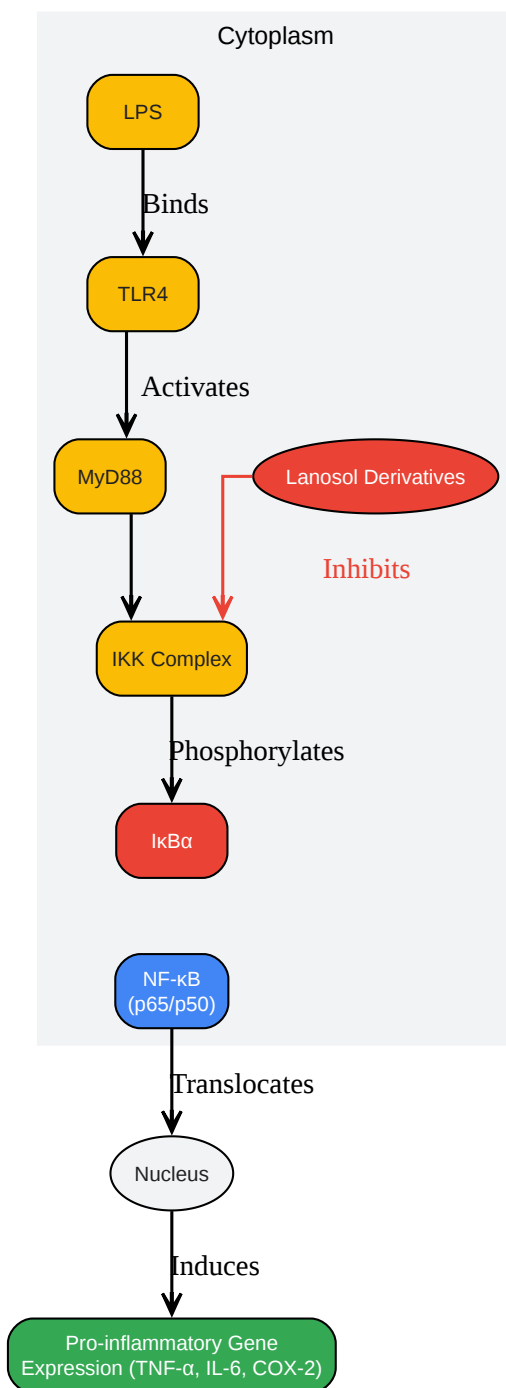 Cytoplasm
LPS
Binds
TLR4
Activates
MyD88
Lanosol Derivatives
Inhibits
IKK Complex
Phosphorylates
IκBα
NF-κB
(p65/p50)
Translocates
Nucleus
Induces
Pro-inflammatory Gene
Expression (TNF-α, IL-6, COX-2)